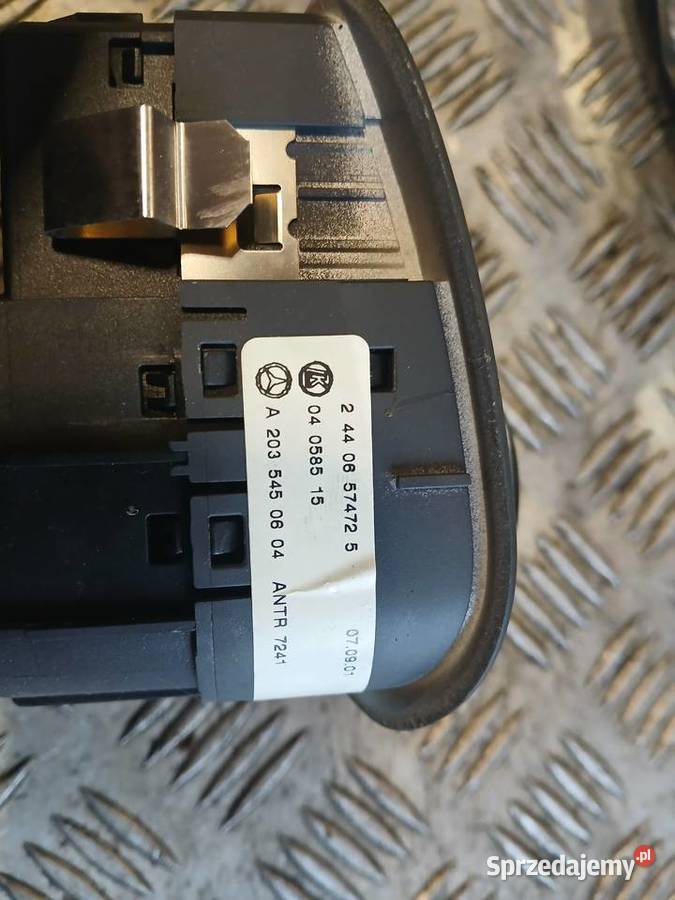 2 44 06 57472 5 07.09.01
LK 04 0585 15
A 203 545 06 04 ANTR 7241
Sprzedajemy.pl